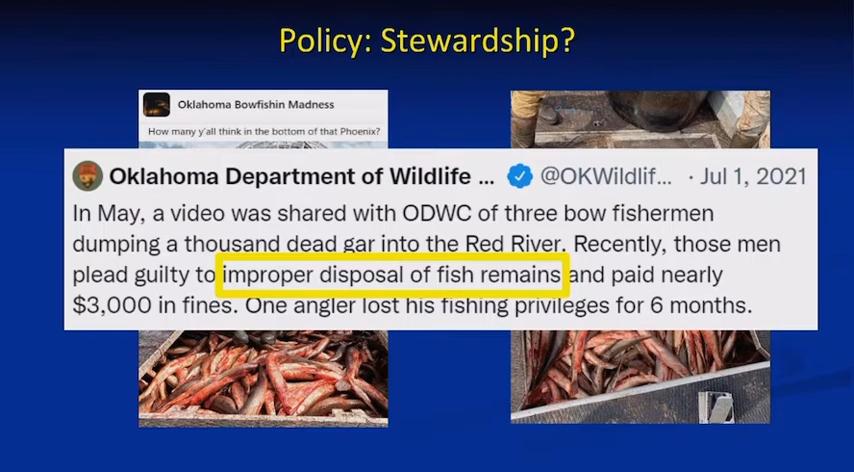 Policy: Stewardship?
Oklahoma Bowfishin Madness
How many y'all think in the bottom of that Phoenix?
Oklahoma Department of Wildlife ... @OKWildlif... · Jul 1, 2021
In May, a video was shared with ODWC of three bow fishermen
dumping a thousand dead gar into the Red River. Recently, those men
plead guilty to improper disposal of fish remains and paid nearly
$3,000 in fines. One angler lost his fishing privileges for 6 months.